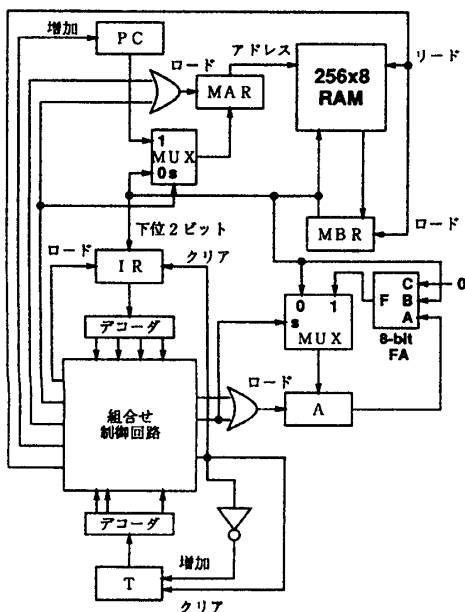 増加
PC
ロード
アドレス
256x8
RAM
リード
MAR
1
MUX
0s
下位2ビット
MBR
ロード
ロード
クリア
IR
0
1
s
MUX
C
F
B
A
0
8-bit
FA
デコーダ
組合せ
制御回路
ロード
A
デコーダ
増加
T
クリア